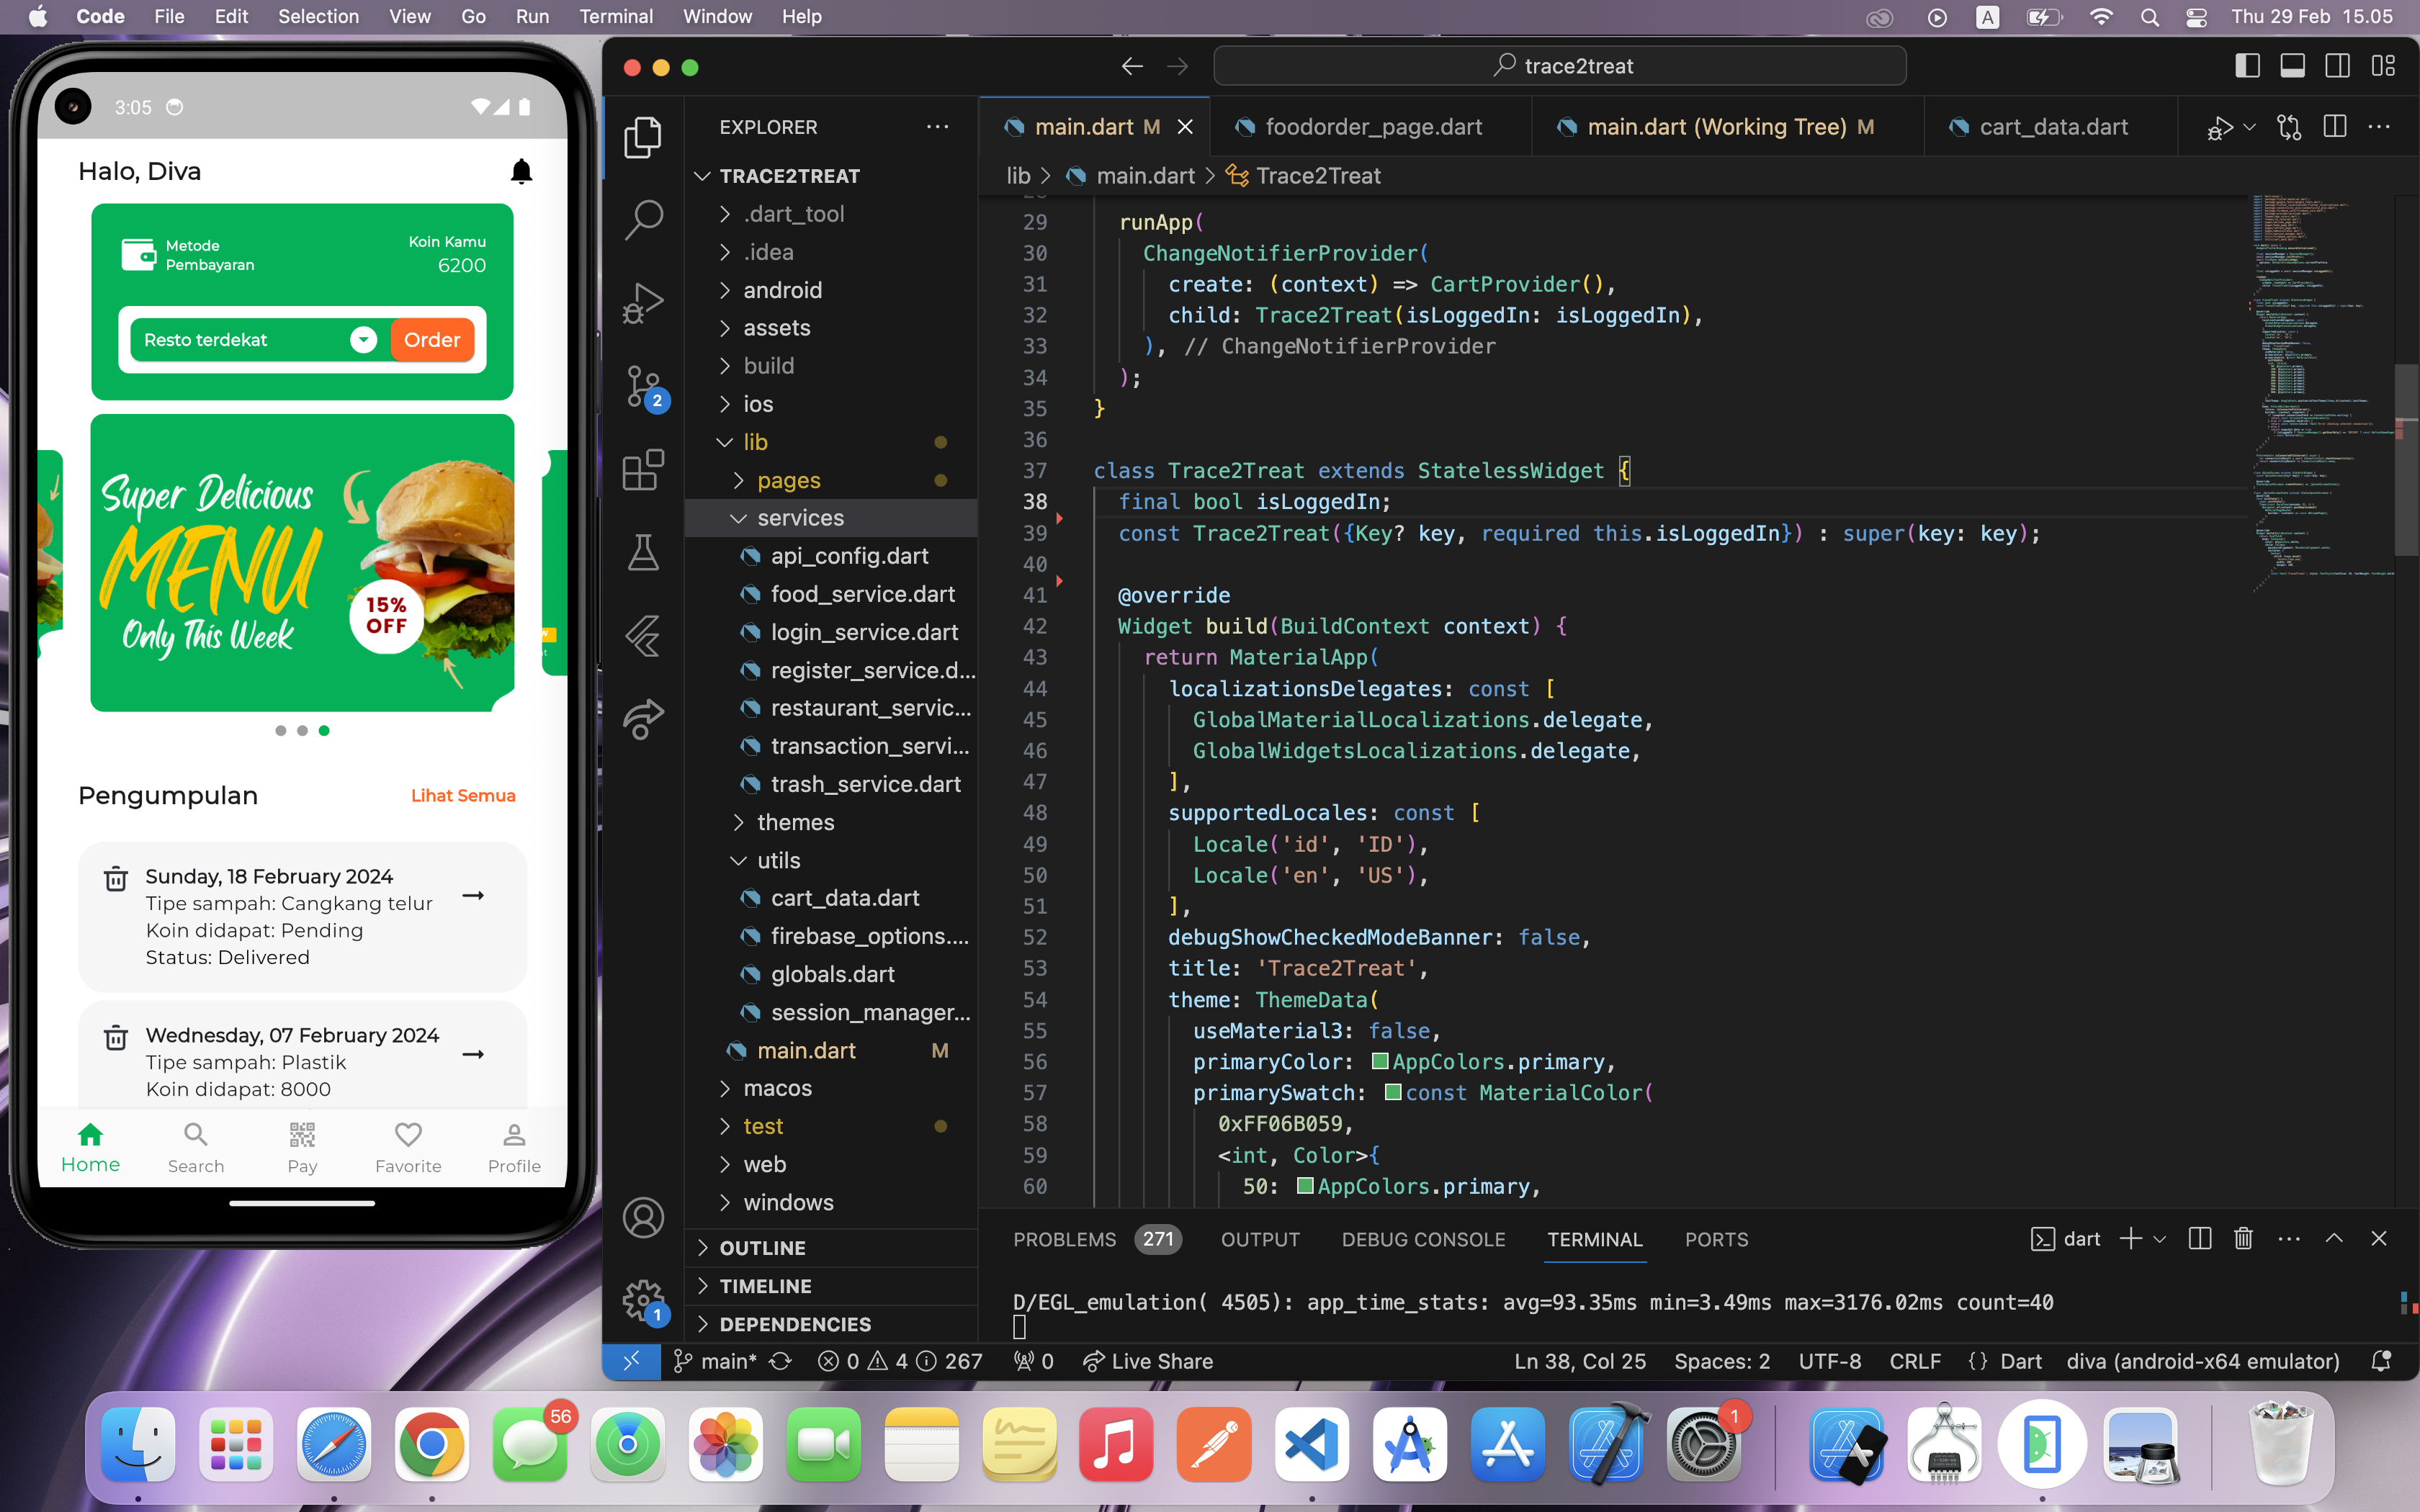 Code File Edit Selection View Go Run Terminal Window Help
A
Thu 29 Feb 15.05
3:05
Halo, Diva
Metode
Pembayaran
Koin Kamu
6200
Resto terdekat
Order
Super Delicious
MENU
Only This Week
15%
OFF
Pengumpulan
Lihat Semua
Sunday, 18 February 2024
Tipe sampah: Cangkang telur
Koin didapat: Pending
Status: Delivered
Wednesday, 07 February 2024
Tipe sampah: Plastik
Koin didapat: 8000
Home
Search
Pay
Favorite
Profile
trace2treat
2
1
EXPLORER
TRACE2TREAT
.dart_tool
.idea
android
assets
build
ios
lib
pages
services
api_config.dart
food_service.dart
login_service.dart
register_service.d...
restaurant_servic...
transaction_servi...
trash_service.dart
themes
utils
cart_data.dart
firebase_options....
globals.dart
session_manager...
main.dart M
macos
test
web
windows
OUTLINE
TIMELINE
DEPENDENCIES
main.dart M
foodorder_page.dart
main.dart (Working Tree) M
cart_data.dart
lib > main.dart > Trace2Treat
29 runApp(
30 ChangeNotifierProvider(
31 create: (context) => CartProvider(),
32 child: Trace2Treat(isLoggedIn: isLoggedIn),
33 ), // ChangeNotifierProvider
34 );
35 }
36
37 class Trace2Treat extends StatelessWidget {
38 final bool isLoggedIn;
39 const Trace2Treat({Key? key, required this.isLoggedIn}) : super(key: key);
40
41 @override
42 Widget build(BuildContext context) {
43 return MaterialApp(
44 localizationsDelegates: const [
45 GlobalMaterialLocalizations.delegate,
46 GlobalWidgetsLocalizations.delegate,
47 ],
48 supportedLocales: const [
49 Locale('id', 'ID'),
50 Locale('en', 'US'),
51 ],
52 debugShowCheckedModeBanner: false,
53 title: 'Trace2Treat',
54 theme: ThemeData(
55 useMaterial3: false,
56 primaryColor: AppColors.primary,
57 primarySwatch: const MaterialColor(
58 0xFF06B059,
59 <int, Color>{
60 50: AppColors.primary,
PROBLEMS 271 OUTPUT DEBUG CONSOLE TERMINAL PORTS
dart
D/EGL_emulation( 4505): app_time_stats: avg=93.35ms min=3.49ms max=3176.02ms count=40
main* 0 4 267 0 Live Share
Ln 38, Col 25 Spaces: 2 UTF-8 CRLF {} Dart diva (android-x64 emulator)
56
1